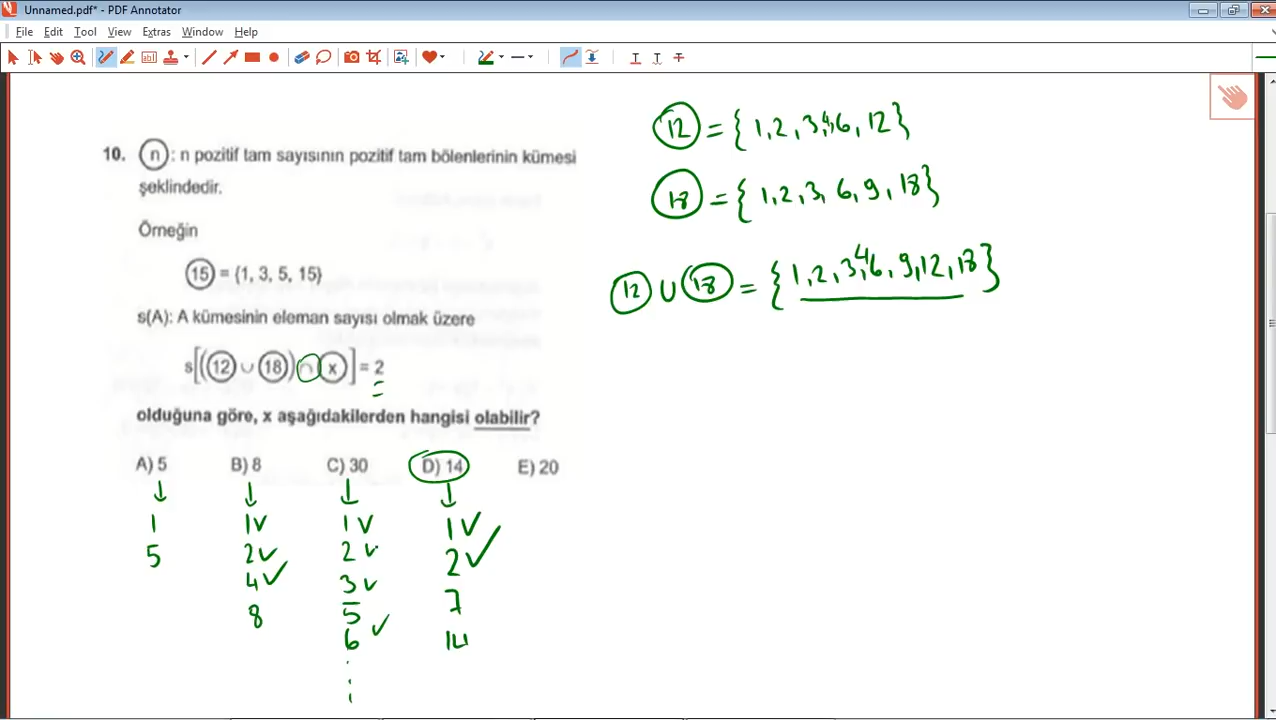 Unnamed.pdf* - PDF Annotator
File Edit Tool View Extras Window Help
10. n : n pozitif tam sayısının pozitif tam bölenlerinin kümesi
şeklindedir.
Örneğin
15 = {1, 3, 5, 15}
s(A): A kümesinin eleman sayısı olmak üzere
s[(12 ∪ 18) ∩ x] = 2
olduğuna göre, x aşağıdakilerden hangisi olabilir?
A) 5 B) 8 C) 30 D) 14 E) 20
1 1 1 1
5 2 2 2
4 3 7
8 5 14
6
12 = {1, 2, 3, 4, 6, 12}
18 = {1, 2, 3, 6, 9, 18}
12 ∪ 18 = {1, 2, 3, 4, 6, 9, 12, 18}